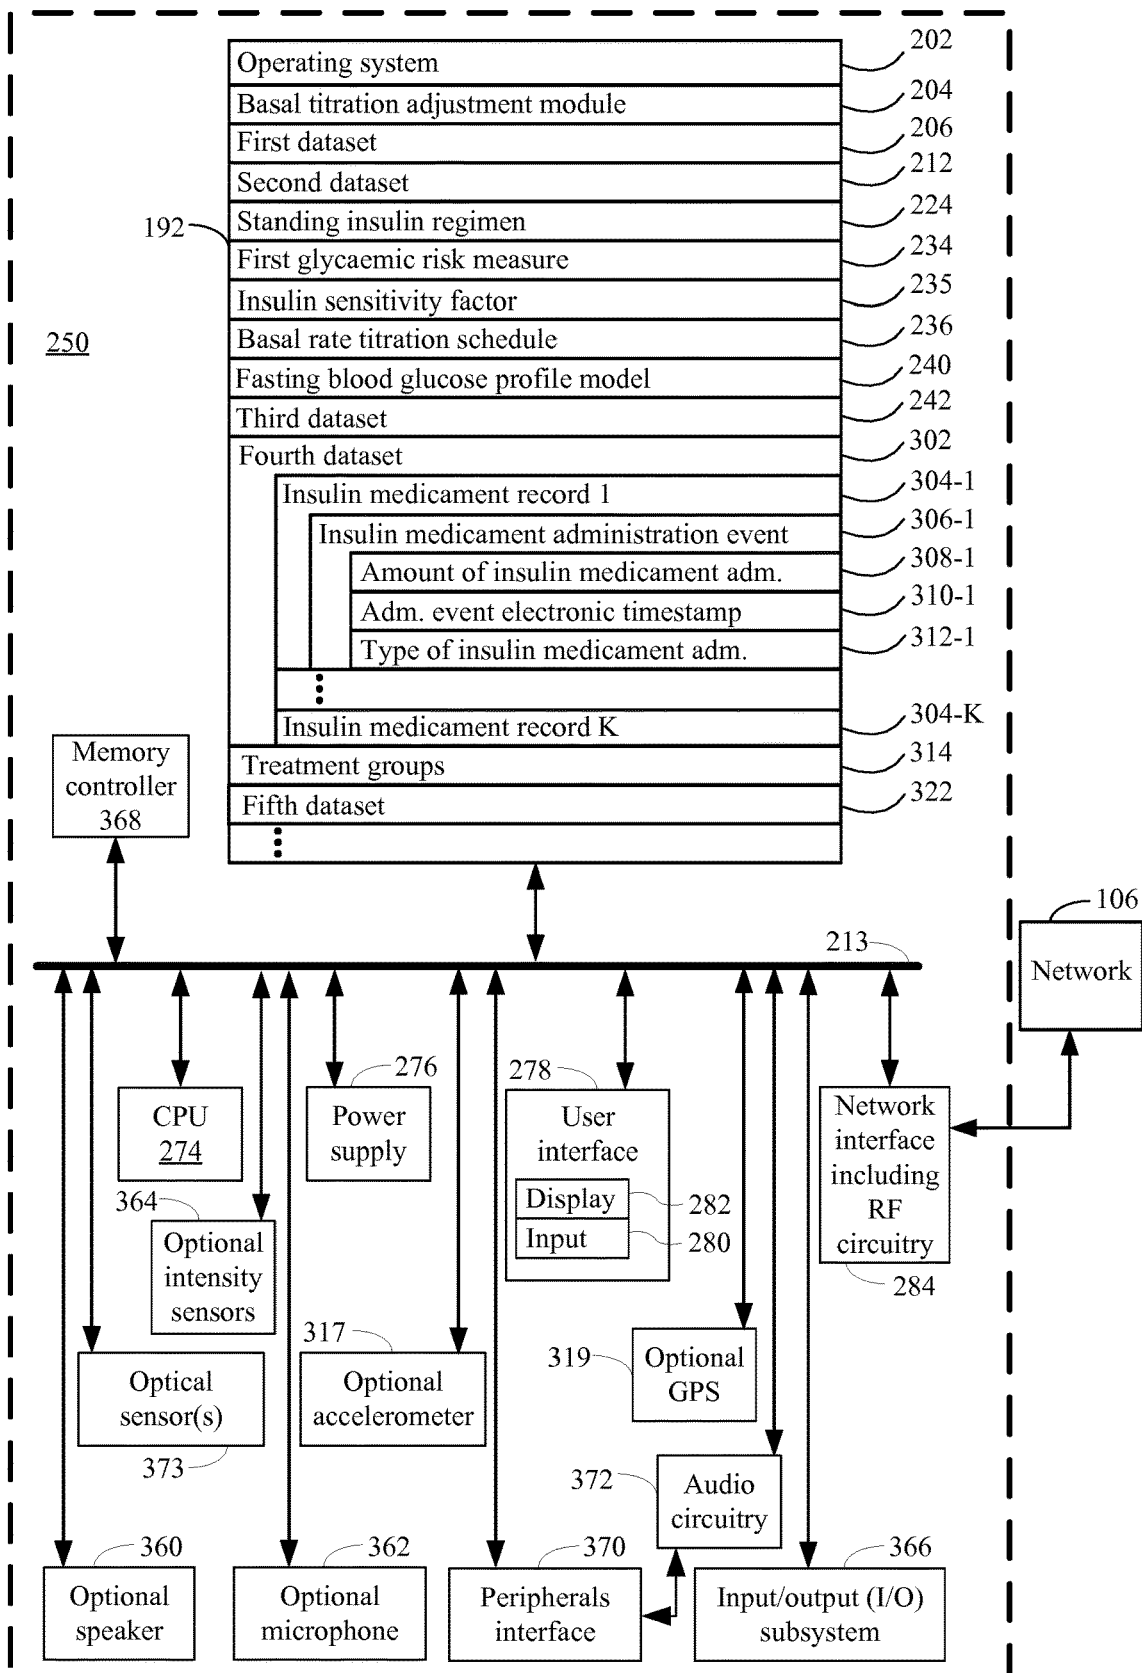 Operating system
202
Basal titration adjustment module
204
First dataset
206
Second dataset
212
Standing insulin regimen
224
192
First glycaemic risk measure
234
Insulin sensitivity factor
235
250
Basal rate titration schedule
236
Fasting blood glucose profile model
240
Third dataset
242
Fourth dataset
302
Insulin medicament record 1
304-1
Insulin medicament administration event
306-1
Amount of insulin medicament adm.
308-1
Adm. event electronic timestamp
310-1
Type of insulin medicament adm.
312-1
Insulin medicament record K
304-K
Treatment groups
314
Fifth dataset
322
Memory
controller
368
106
Network
213
CPU
274
276
Power
supply
278
User
interface
Display
282
Input
280
Network
interface
including
RF
circuitry
284
364
Optional
intensity
sensors
317
Optional
accelerometer
319
Optional
GPS
Optical
sensor(s)
373
372
Audio
circuitry
360
Optional
speaker
362
Optional
microphone
370
Peripherals
interface
366
Input/output (I/O)
subsystem